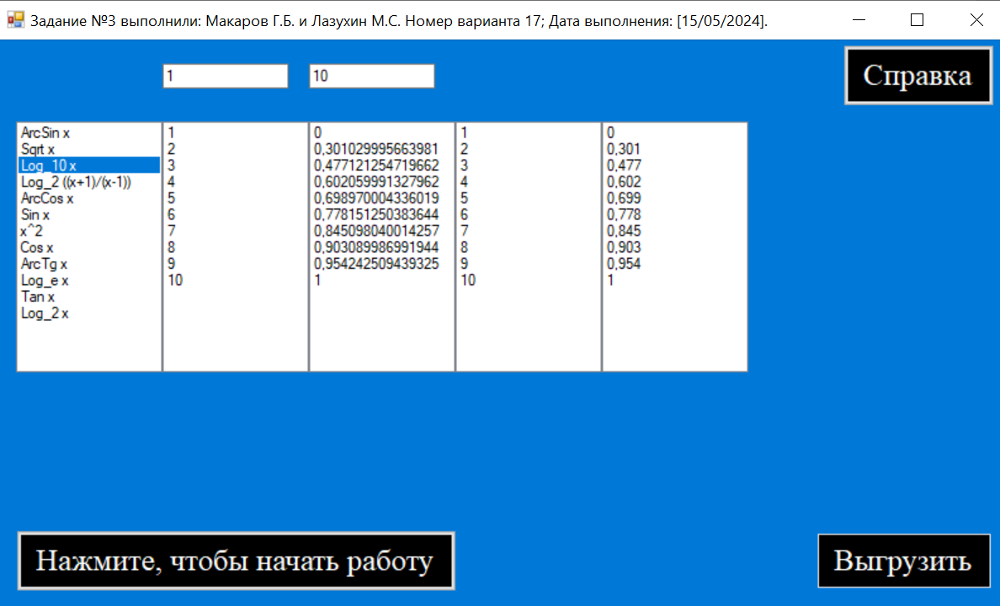 Задание №3 выполнили: Макаров Г.Б. и Лазухин М.С. Номер варианта 17; Дата выполнения: [15/05/2024].
1 10
Справка
ArcSin x 1 0 1 0
Sqrt x 2 0,301029995663981 2 0,301
Log_10 x 3 0,477121254719662 3 0,477
Log_2 ((x+1)/(x-1)) 4 0,602059991327962 4 0,602
ArcCos x 5 0,698970004336019 5 0,699
Sin x 6 0,778151250383644 6 0,778
x^2 7 0,845098040014257 7 0,845
Cos x 8 0,903089986991944 8 0,903
ArcTg x 9 0,954242509439325 9 0,954
Log_e x 10 1 10 1
Tan x
Log_2 x
Нажмите, чтобы начать работу
Выгрузить